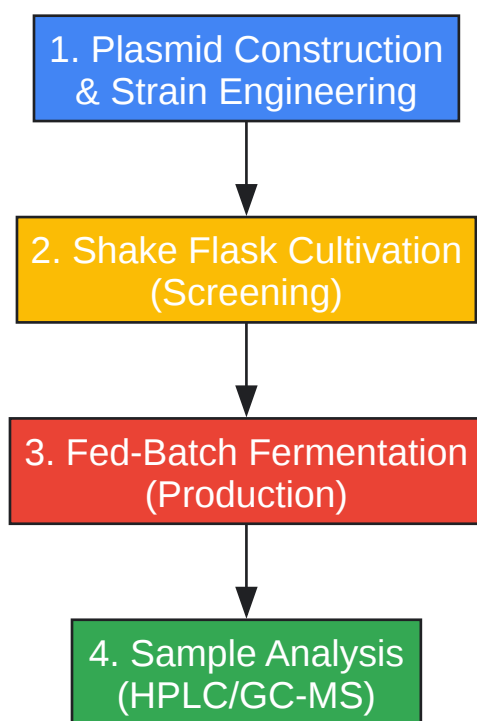 1. Plasmid Construction
& Strain Engineering
2. Shake Flask Cultivation
(Screening)
3. Fed-Batch Fermentation
(Production)
4. Sample Analysis
(HPLC/GC-MS)